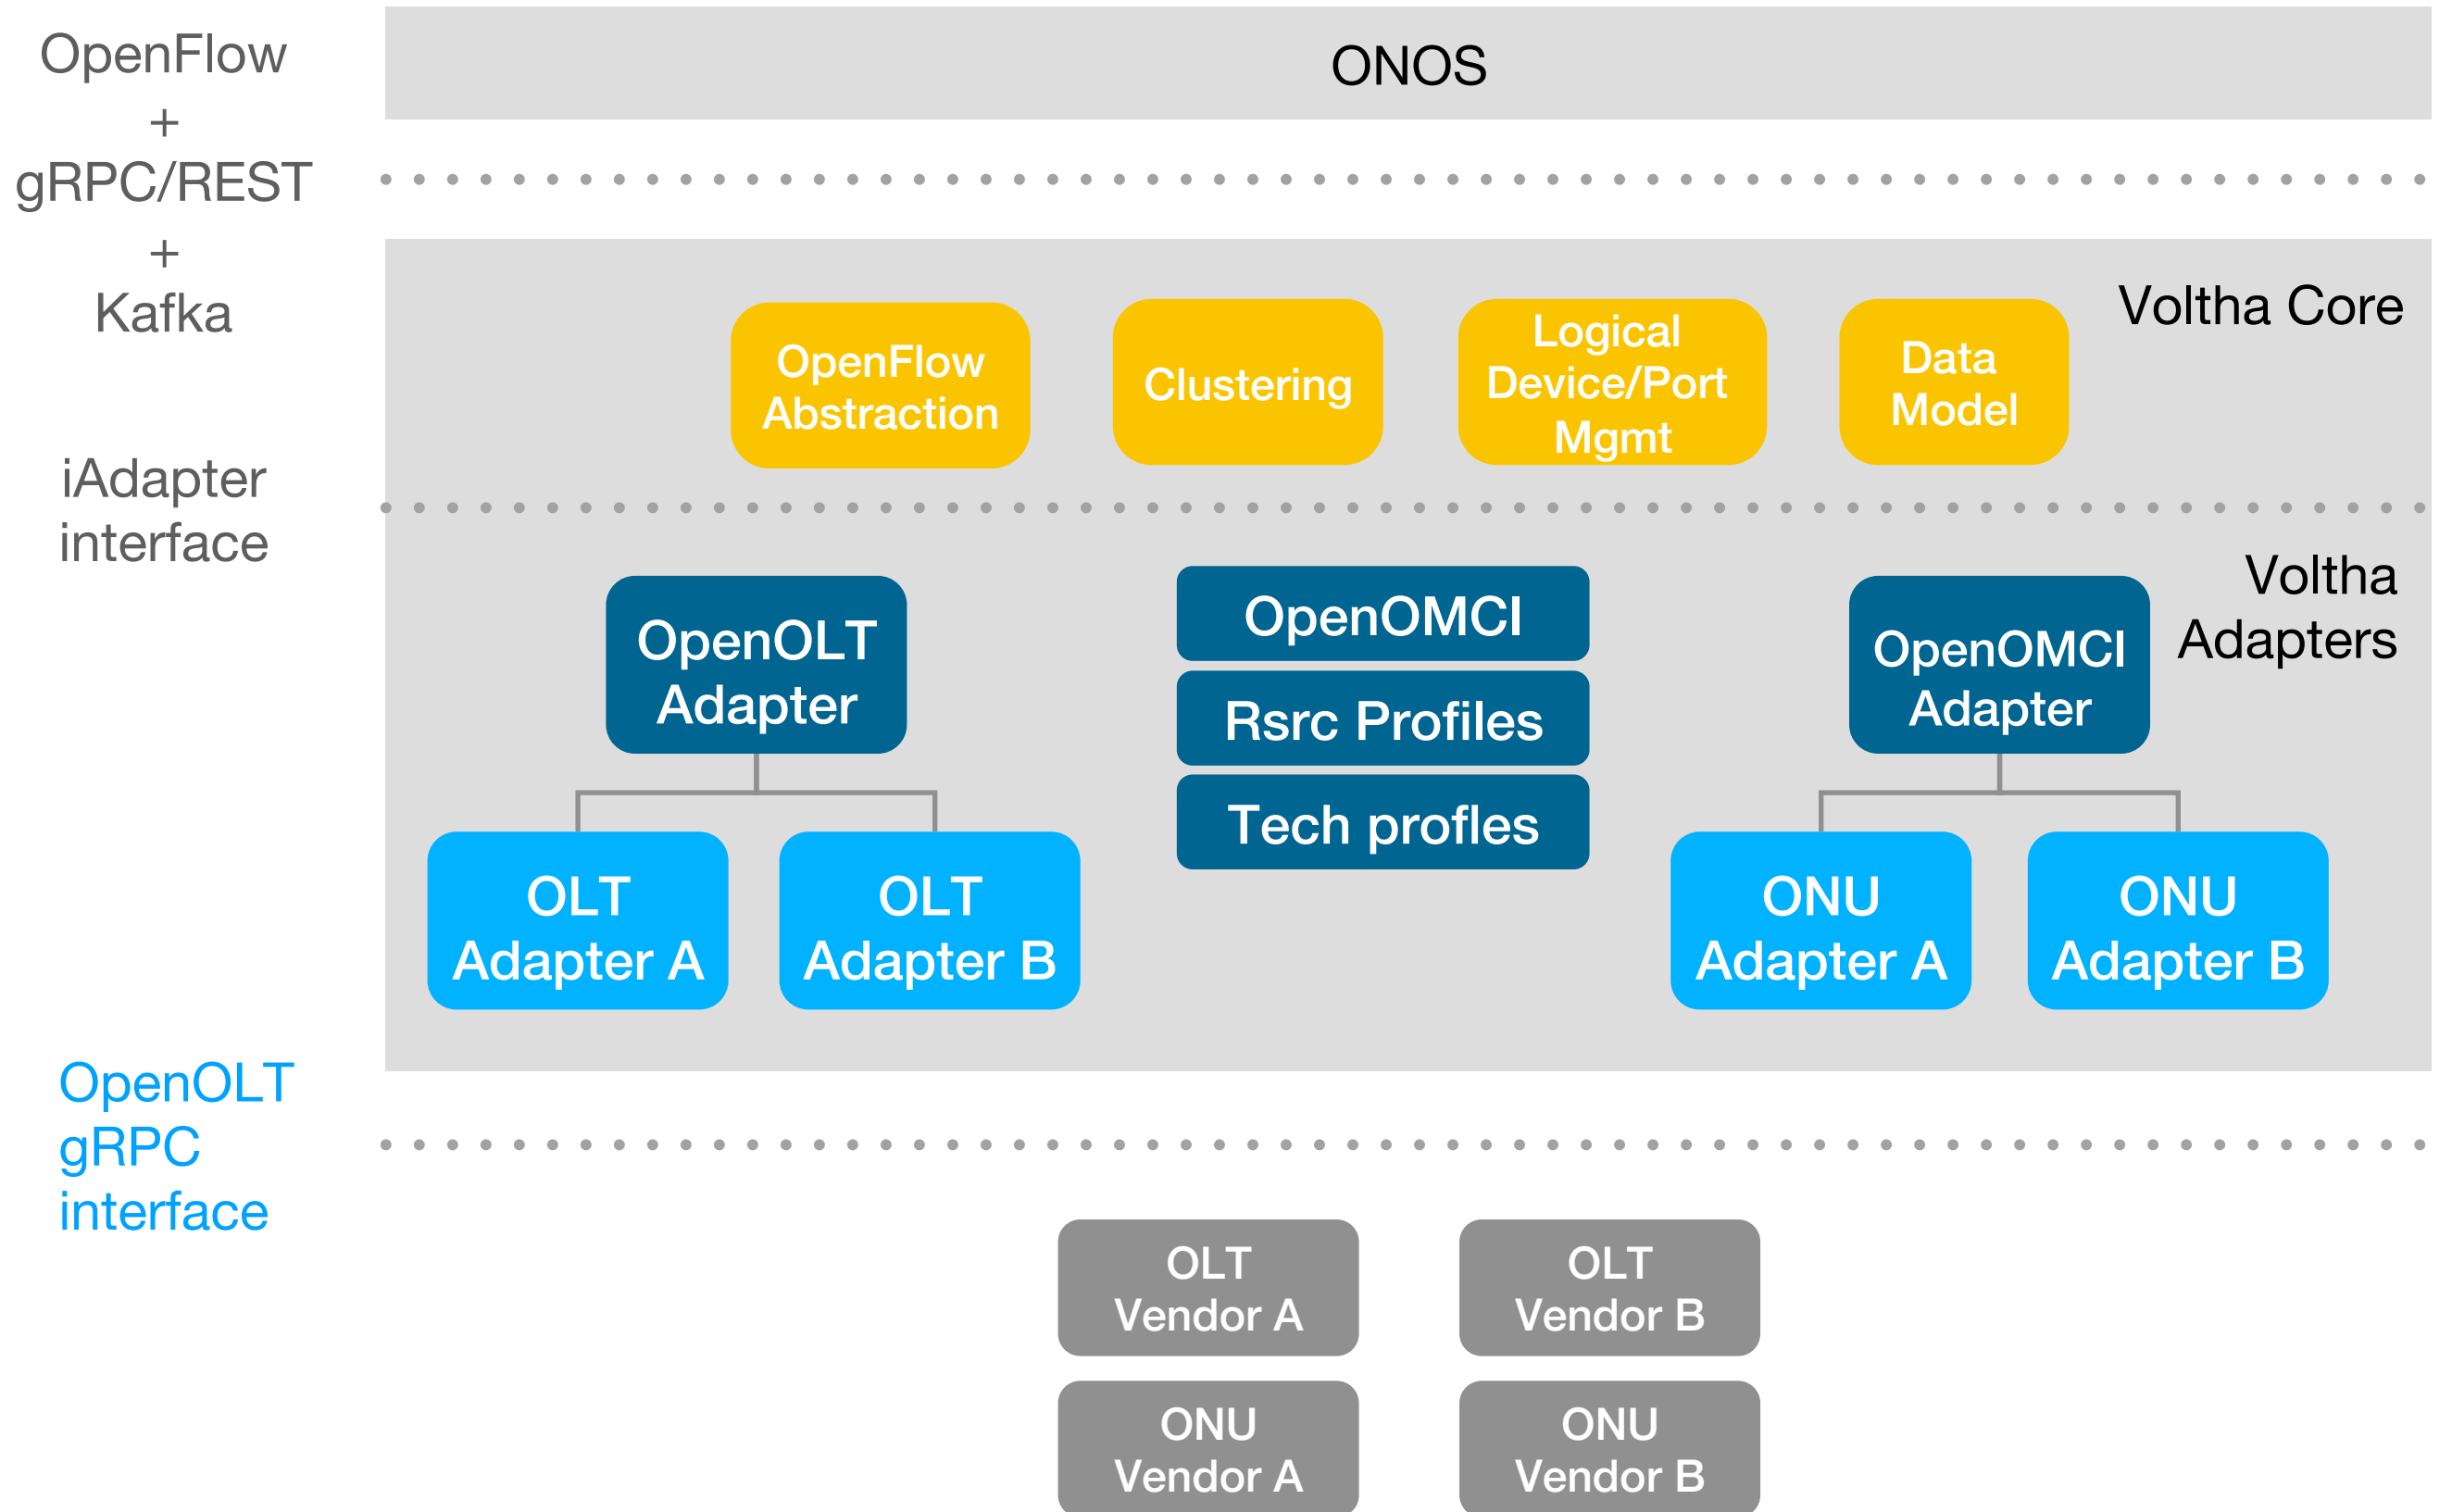 OpenFlow
+
gRPC/REST
+
Kafka
ONOS
Voltha Core
OpenFlow
Abstraction
Clustering
Logical
Device/Port
Mgmt
Data
Model
iAdapter
interface
Voltha
Adapters
OpenOLT
Adapter
OpenOMCI
Rsrc Profiles
Tech profles
OpenOMCI
Adapter
OLT
Adapter A
OLT
Adapter B
ONU
Adapter A
ONU
Adapter B
OpenOLT
gRPC
interface
OLT
Vendor A
OLT
Vendor B
ONU
Vendor A
ONU
Vendor B